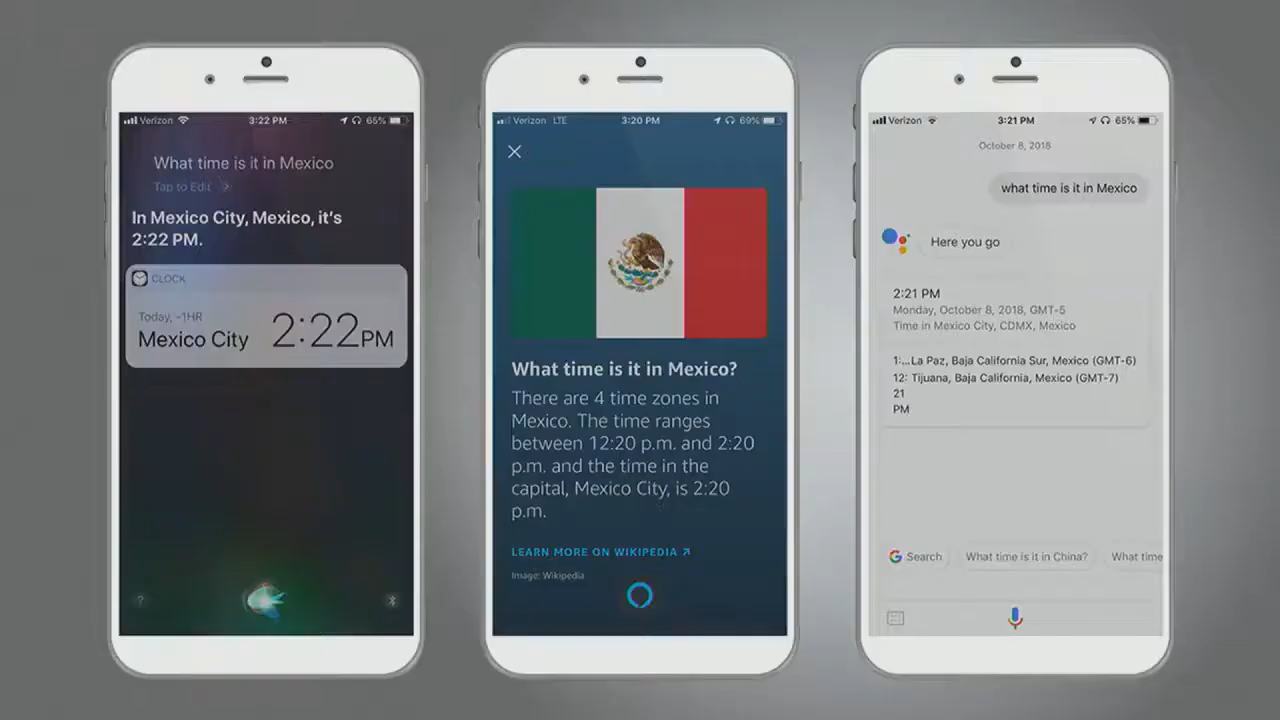 Verizon
3:22 PM
65%
What time is it in Mexico
Tap to Edit
In Mexico City, Mexico, it's
2:22 PM.
CLOCK
Today, -1HR
Mexico City
2:22PM
?
Verizon LTE
3:20 PM
69%
What time is it in Mexico?
There are 4 time zones in
Mexico. The time ranges
between 12:20 p.m. and 2:20
p.m. and the time in the
capital, Mexico City, is 2:20
p.m.
LEARN MORE ON WIKIPEDIA
Image: Wikipedia
Verizon
3:21 PM
65%
October 8, 2018
what time is it in Mexico
Here you go
2:21 PM
Monday, October 8, 2018, GMT-5
Time in Mexico City, CDMX, Mexico
1:...La Paz, Baja California Sur, Mexico (GMT-6)
12: Tijuana, Baja California, Mexico (GMT-7)
21
PM
G Search
What time is it in China?
What time